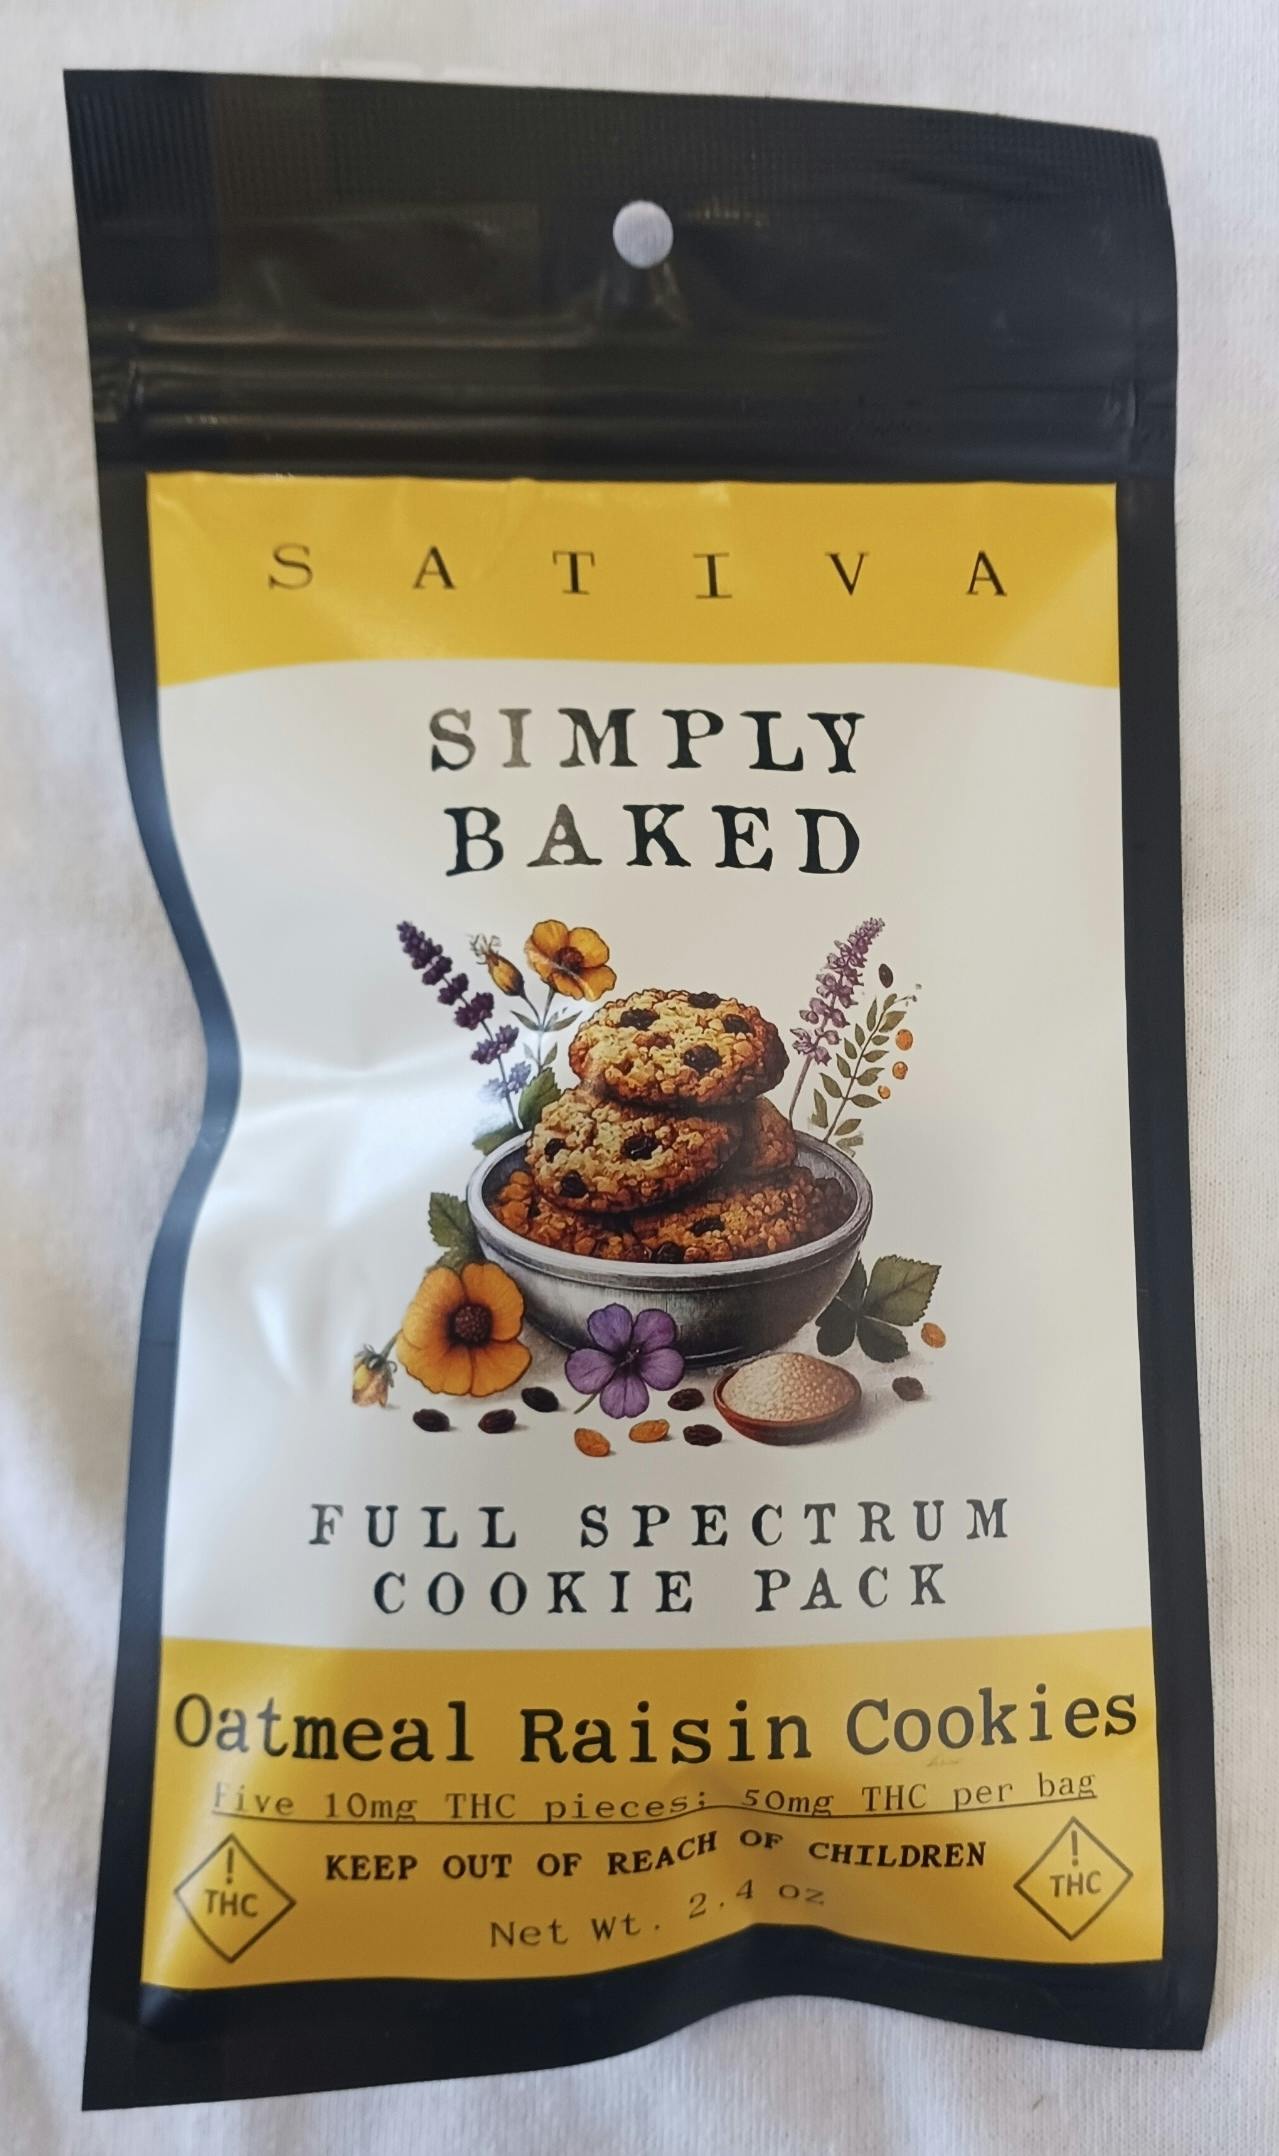 SATIVA
SIMPLY
BAKED
FULL SPECTRUM
COOKIE PACK
Oatmeal Raisin Cookies
Five 10mg THC pieces; 50mg THC per bag
! THC
KEEP OUT OF REACH OF CHILDREN
! THC
Net Wt. 2.4 oz